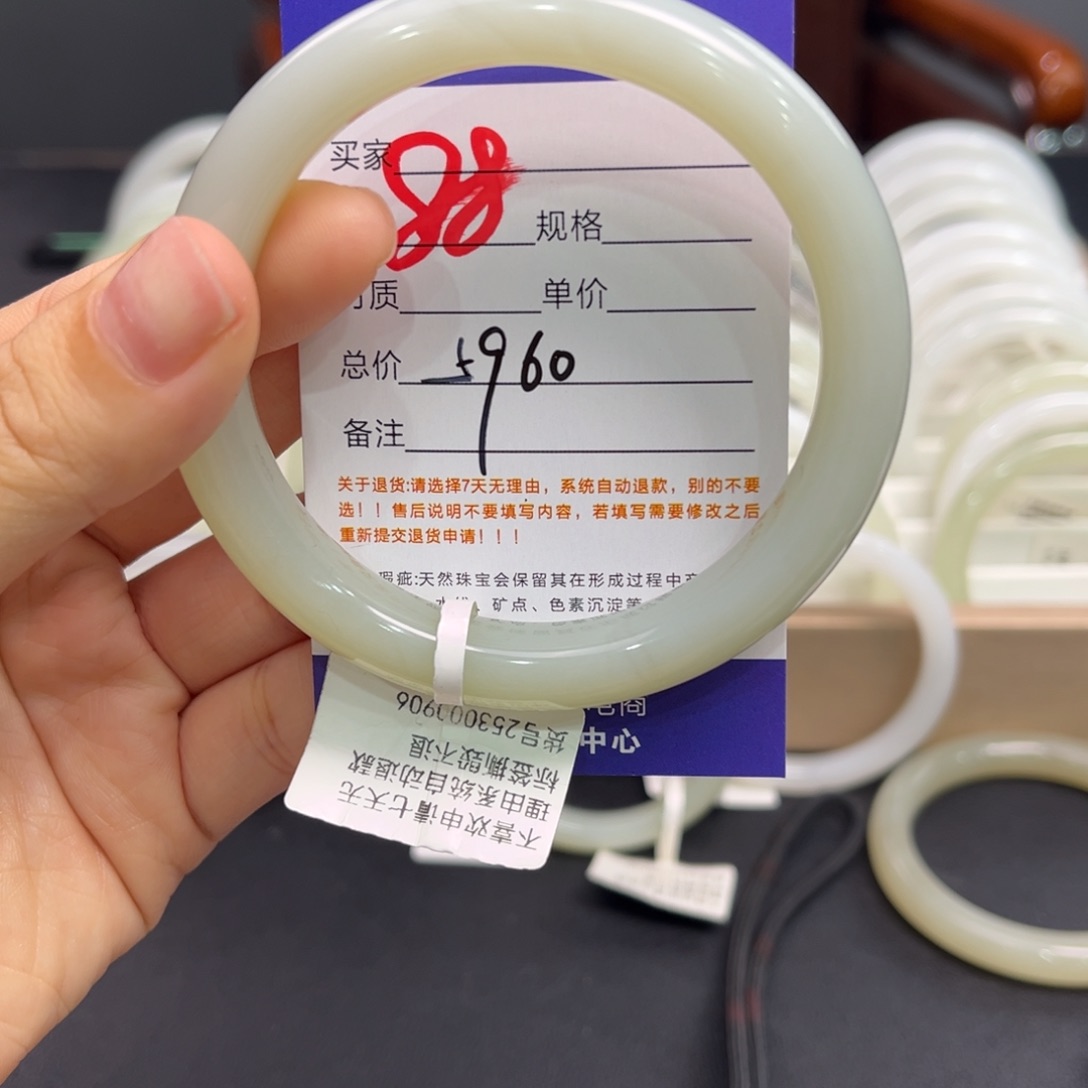 买家
88
规格
质
单价
总价 5960
备注
关于退货:请选择7天无理由，系统自动退款，别的不要
选！！售后说明不要填写内容，若填写需要修改之后
重新提交退货申请！！！
瑕疵:天然珠宝会保留其在形成过程中
矿点、色素沉淀等
电商
中心
不喜欢申请七天无
理由系统自动退款
标签撕毁不退
货号2530000906